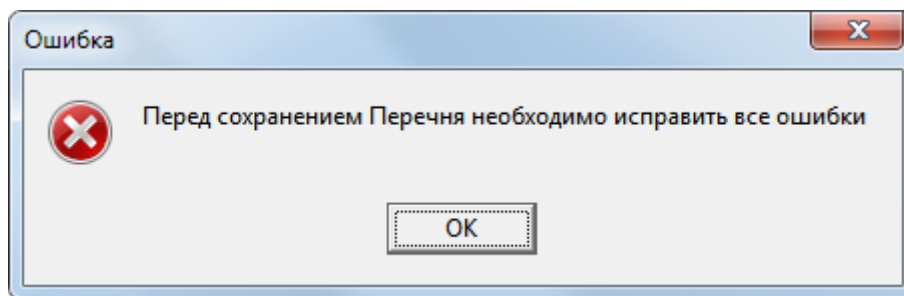 Ошибка
Перед сохранением Перечня необходимо исправить все ошибки
OK